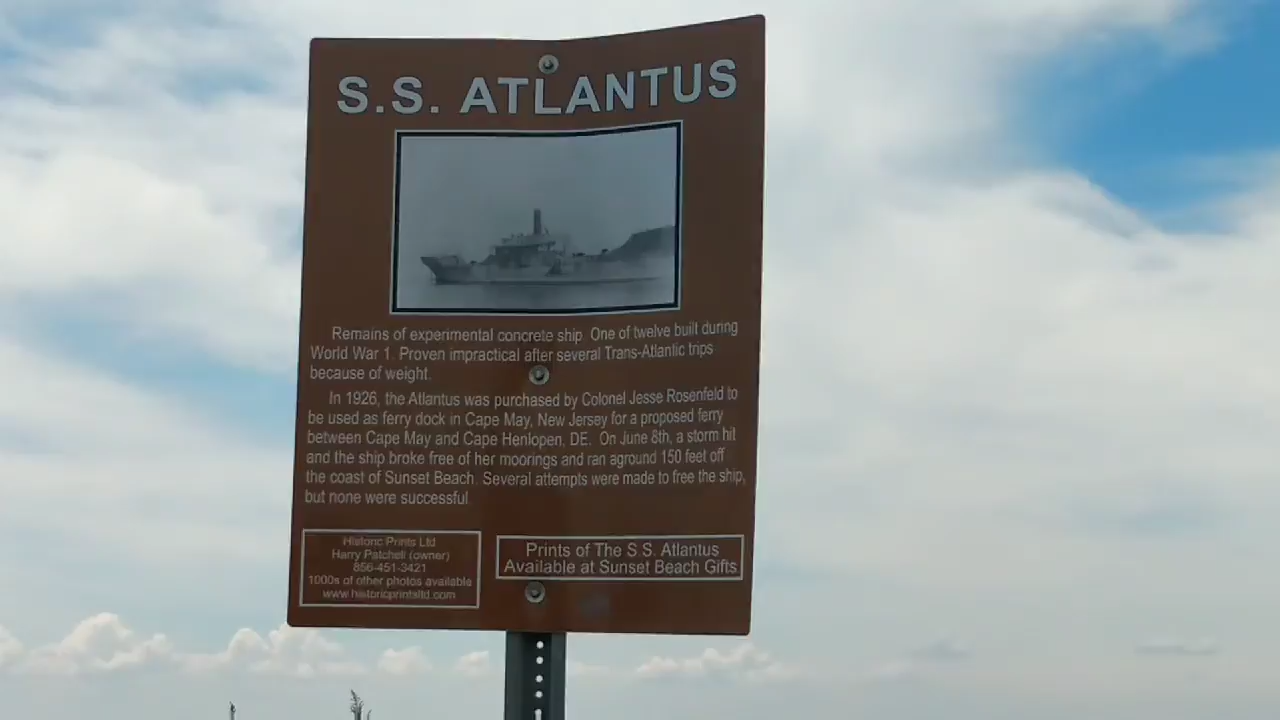 S.S. ATLANTUS
Remains of experimental concrete ship. One of twelve built during
World War 1. Proven impractical after several Trans-Atlantic trips
because of weight.
In 1926, the Atlantus was purchased by Colonel Jesse Rosenfeld to
be used as ferry dock in Cape May, New Jersey for a proposed ferry
between Cape May and Cape Henlopen, DE. On June 8th, a storm hit
and the ship broke free of her moorings and ran aground 150 feet off
the coast of Sunset Beach. Several attempts were made to free the ship,
but none were successful.
Historic Prints Ltd
Harry Patchell (owner)
856-451-3421
1000s of other photos available
www.historicprintsltd.com
Prints of The S.S. Atlantus
Available at Sunset Beach Gifts